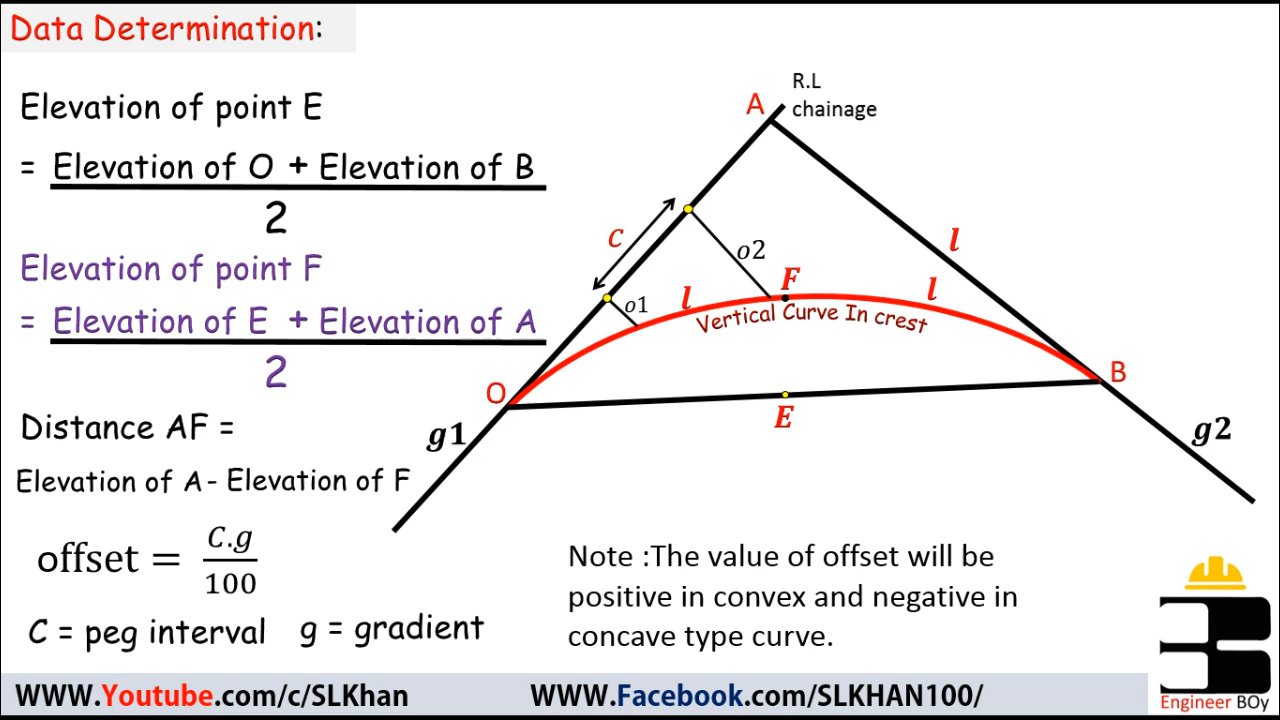 Data Determination:
Elevation of point E
= Elevation of O + Elevation of B
2
Elevation of point F
= Elevation of E + Elevation of A
2
Distance AF =
Elevation of A- Elevation of F
offset = C.g
100
C = peg interval g = gradient
A
R.L
chainage
C
o2
o1
l
F
l
l
Vertical Curve In crest
O
B
E
g1
g2
Note :The value of offset will be
positive in convex and negative in
concave type curve.
WWW.Youtube.com/c/SLKhan
WWW.Facebook.com/SLKHAN100/
Engineer BOy